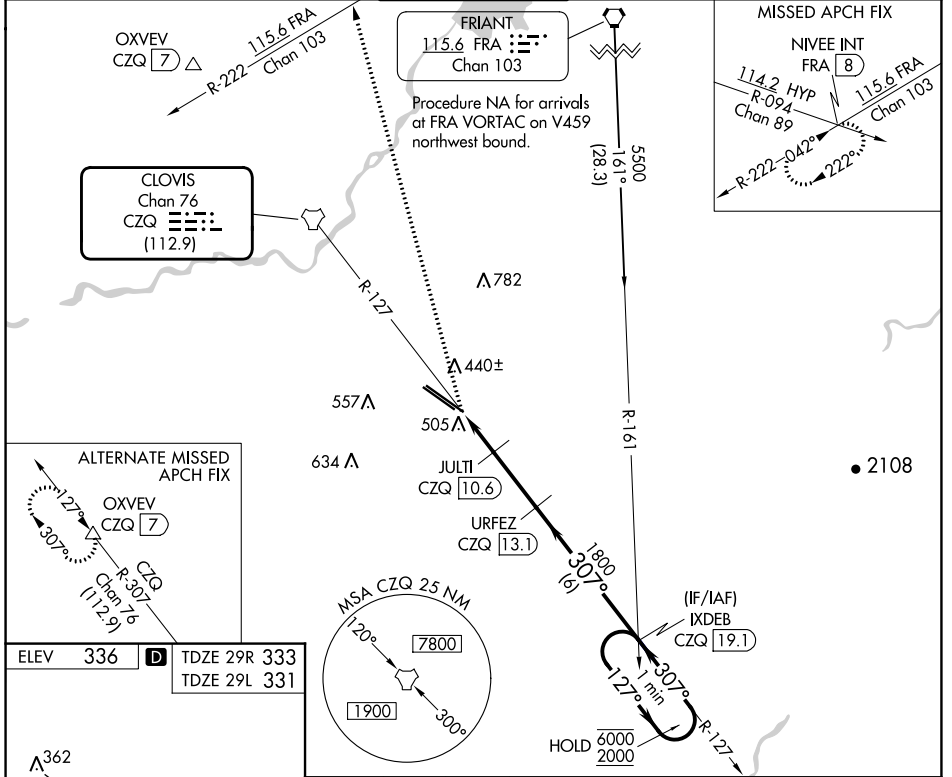 OXVEV
CZQ 7
115.6 FRA
R-222
Chan 103
FRIANT
115.6 FRA
Chan 103
Procedure NA for arrivals
at FRA VORTAC on V459
northwest bound.
MISSED APCH FIX
NIVEE INT
FRA 8
114.2 HYP
R-094
Chan 89
115.6 FRA
Chan 103
R-222
042°
222°
5500
161°
(28.3)
CLOVIS
Chan 76
CZQ
(112.9)
R-127
782
440±
557
505
634
R-161
2108
JULTI
CZQ 10.6
URFEZ
CZQ 13.1
1800
307°
(6)
(IF/IAF)
IXDEB
CZQ 19.1
ALTERNATE MISSED
APCH FIX
OXVEV
CZQ 7
127°
307°
CZQ
R-307
Chan 76
(112.9)
MSA CZQ 25 NM
120°
7800
1900
300°
127°
1 min
307°
R-127
HOLD 6000
2000
ELEV 336 D TDZE 29R 333
TDZE 29L 331
362